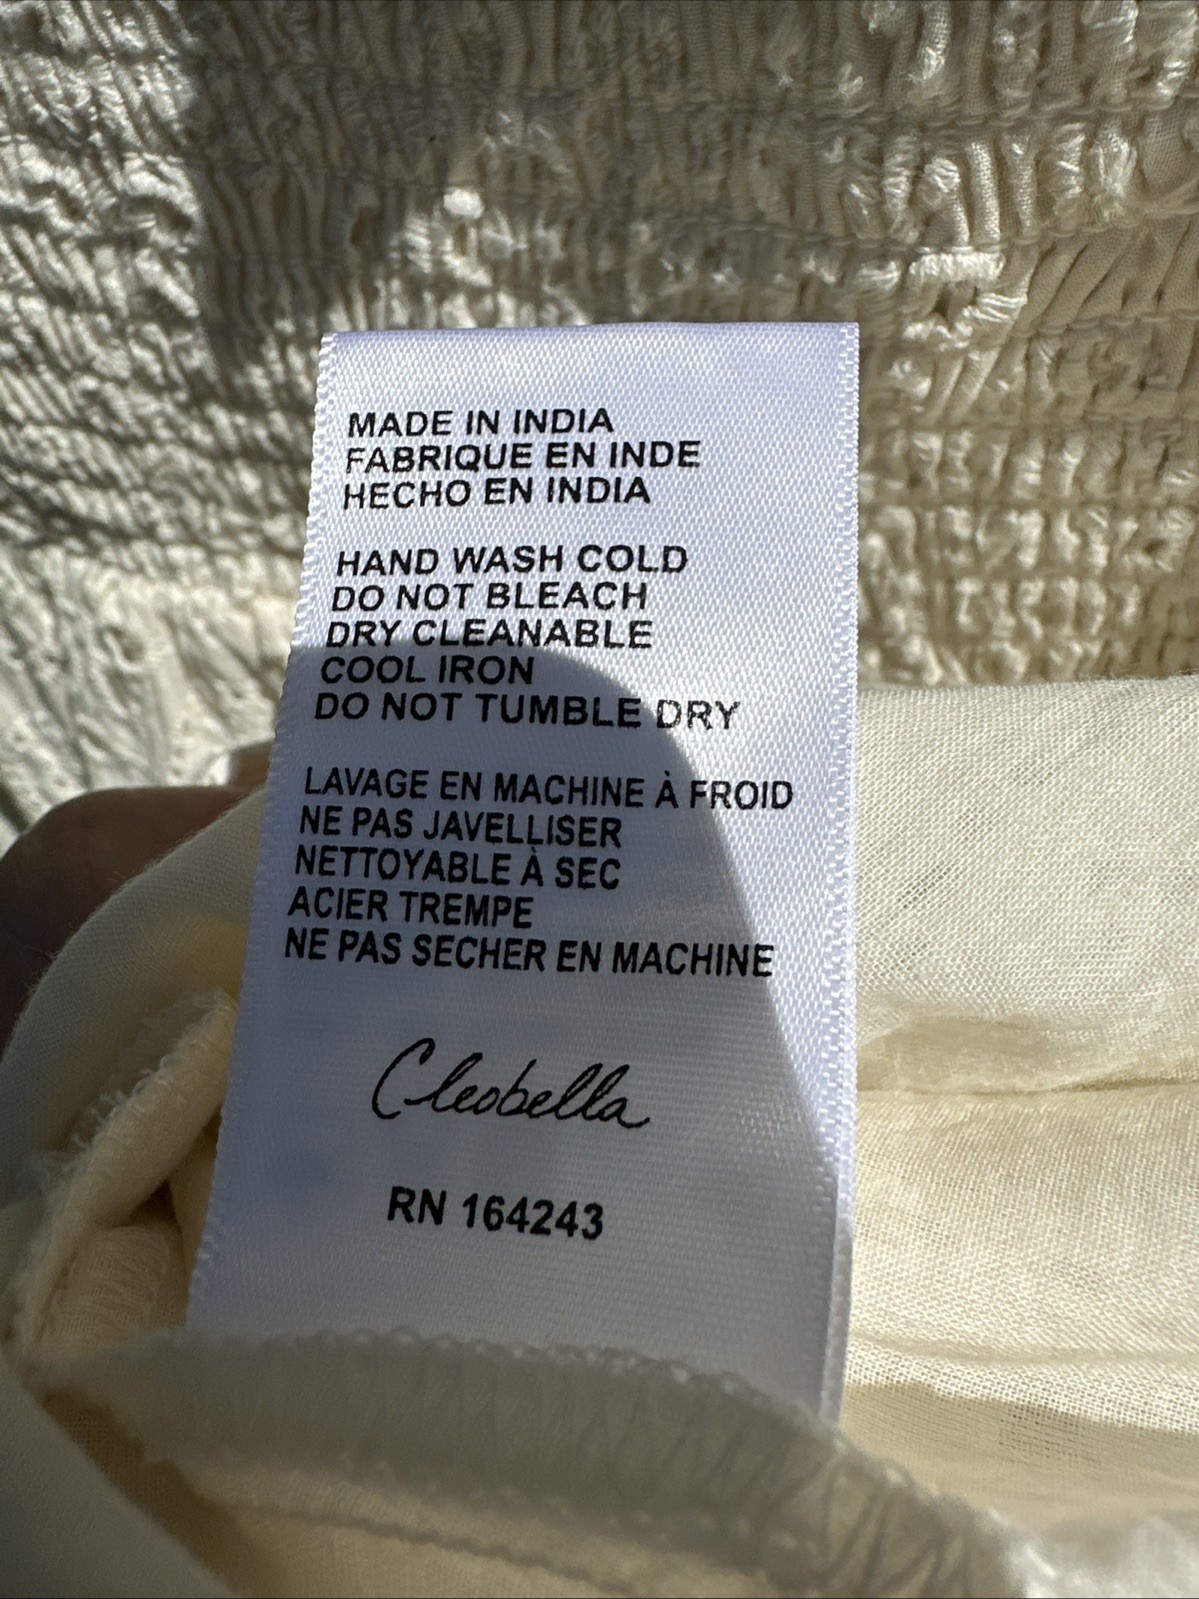 MADE IN INDIA
FABRIQUE EN INDE
HECHO EN INDIA
HAND WASH COLD
DO NOT BLEACH
DRY CLEANABLE
COOL IRON
DO NOT TUMBLE DRY
LAVAGE EN MACHINE À FROID
NE PAS JAVELLISER
NETTOYABLE À SEC
ACIER TREMPE
NE PAS SECHER EN MACHINE
Cleobella
RN 164243